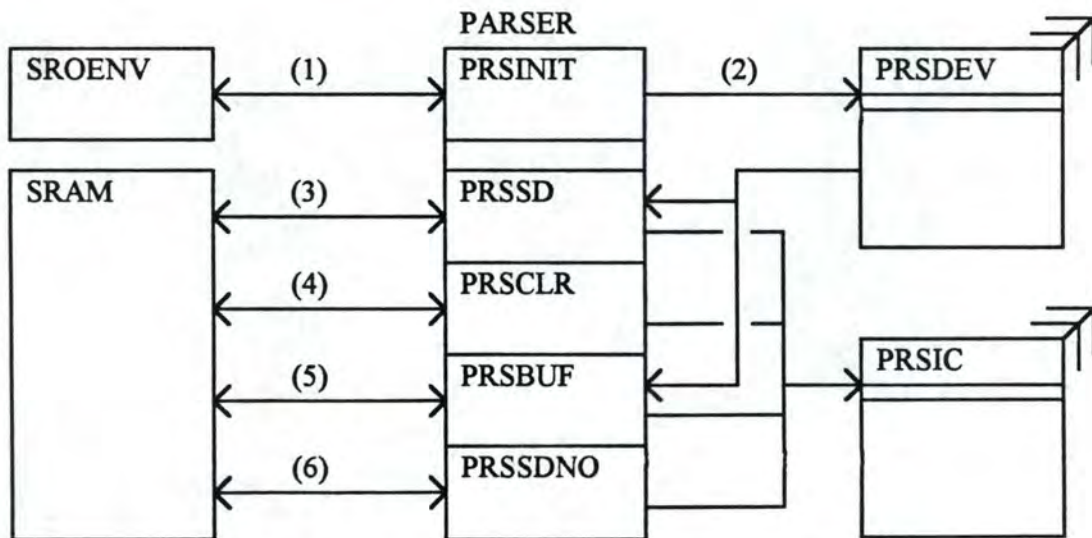 PARSER
SROENV
(1)
PRSINIT
(2)
PRSDEV
SRAM
(3)
PRSSD
(4)
PRSCLR
(5)
PRSBUF
PRSIC
(6)
PRSSDNO